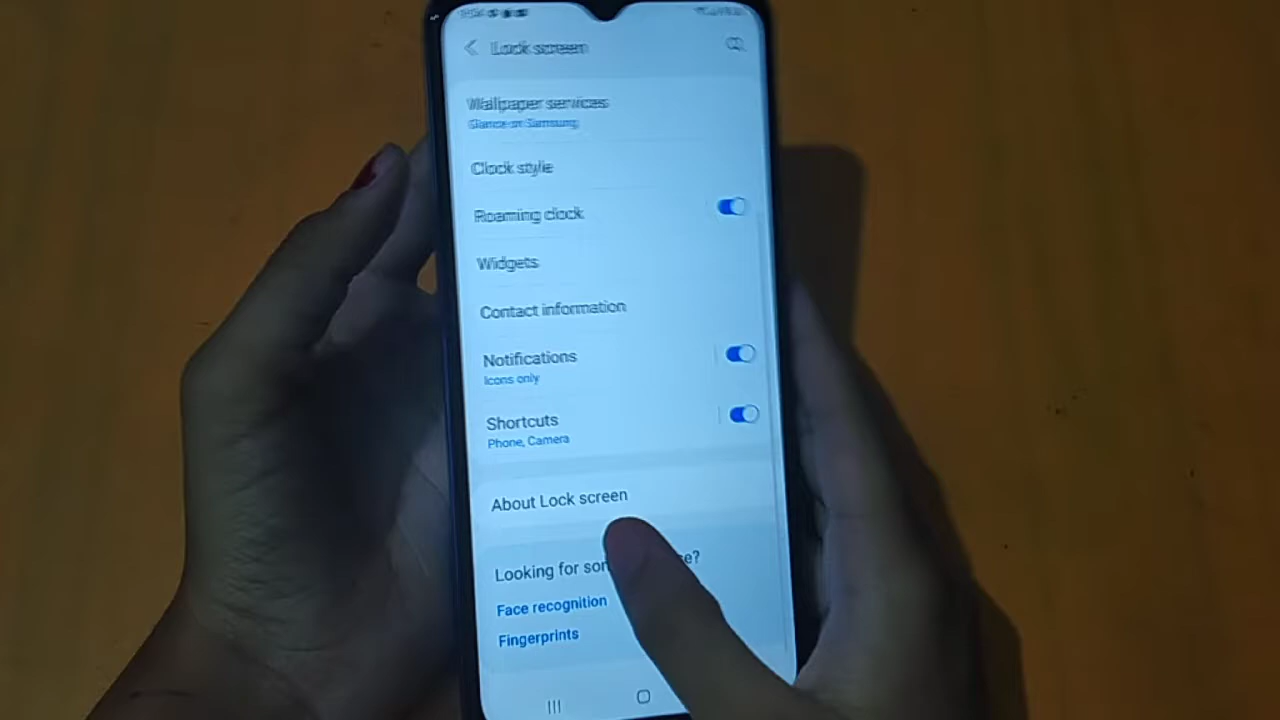 Lock screen
Wallpaper services
Glance on Samsung
Clock style
Roaming clock
Widgets
Contact information
Notifications
Icons only
Shortcuts
Phone, Camera
About Lock screen
Looking for
Face recognition
Fingerprints